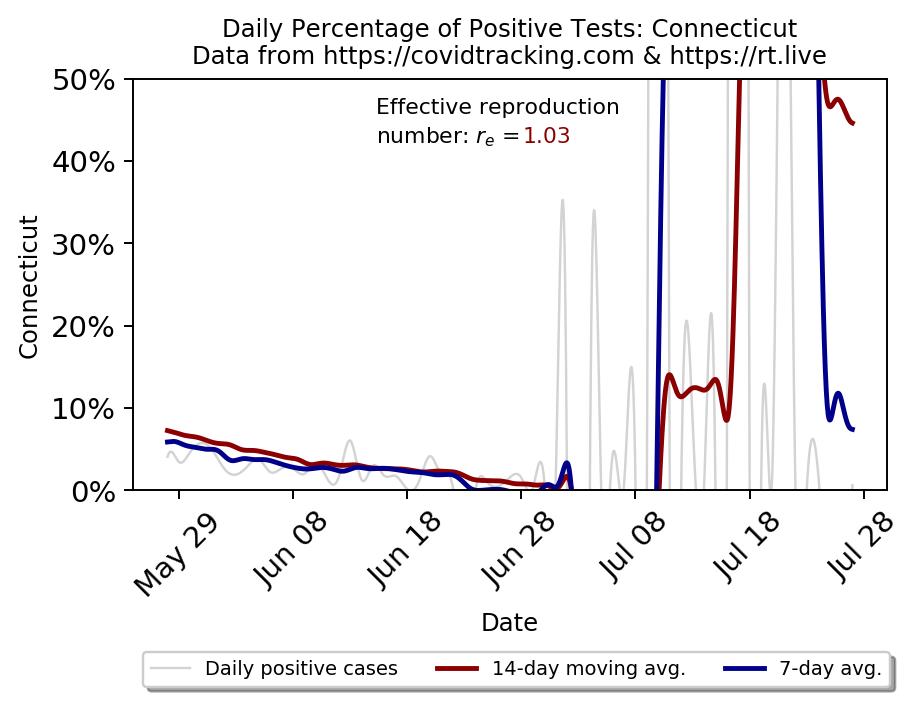 Daily Percentage of Positive Tests: Connecticut
Data from https://covidtracking.com & https://rt.live
50%
40%
30%
20%
10%
0%
Connecticut
Effective reproduction
number: rₑ =1.03
May 29
Jun 08
Jun 18
Jun 28
Jul 08
Jul 18
Jul 28
Date
Daily positive cases
14-day moving avg.
7-day avg.